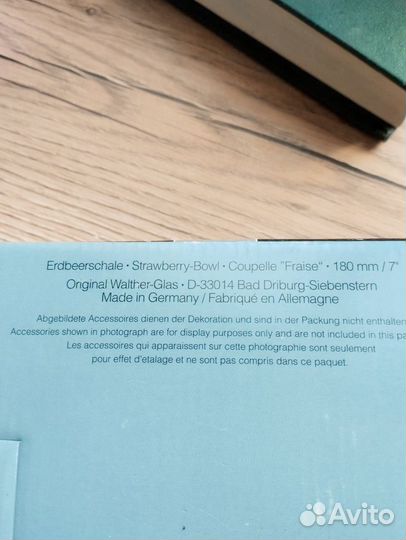 Erdbeerschale · Strawberry-Bowl · Coupelle "Fraise" · 180 mm / 7"
Original Walther-Glas · D-33014 Bad Driburg-Siebenstern
Made in Germany / Fabriqué en Allemagne
Abgebildete Accessoires dienen der Dekoration und sind in der Packung nicht enthalten
Accessories shown in photograph are for display purposes only and are not included in this pa
Les accessoires qui apparaissent sur cette photographie sont seulement
pour effet d'etalage et ne sont pas compris dans ce paquet.
Avito